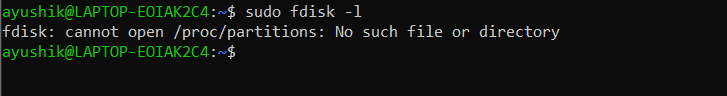 ayushik@LAPTOP-EOIAK2C4:~$ sudo fdisk -l
fdisk: cannot open /proc/partitions: No such file or directory
ayushik@LAPTOP-EOIAK2C4:~$